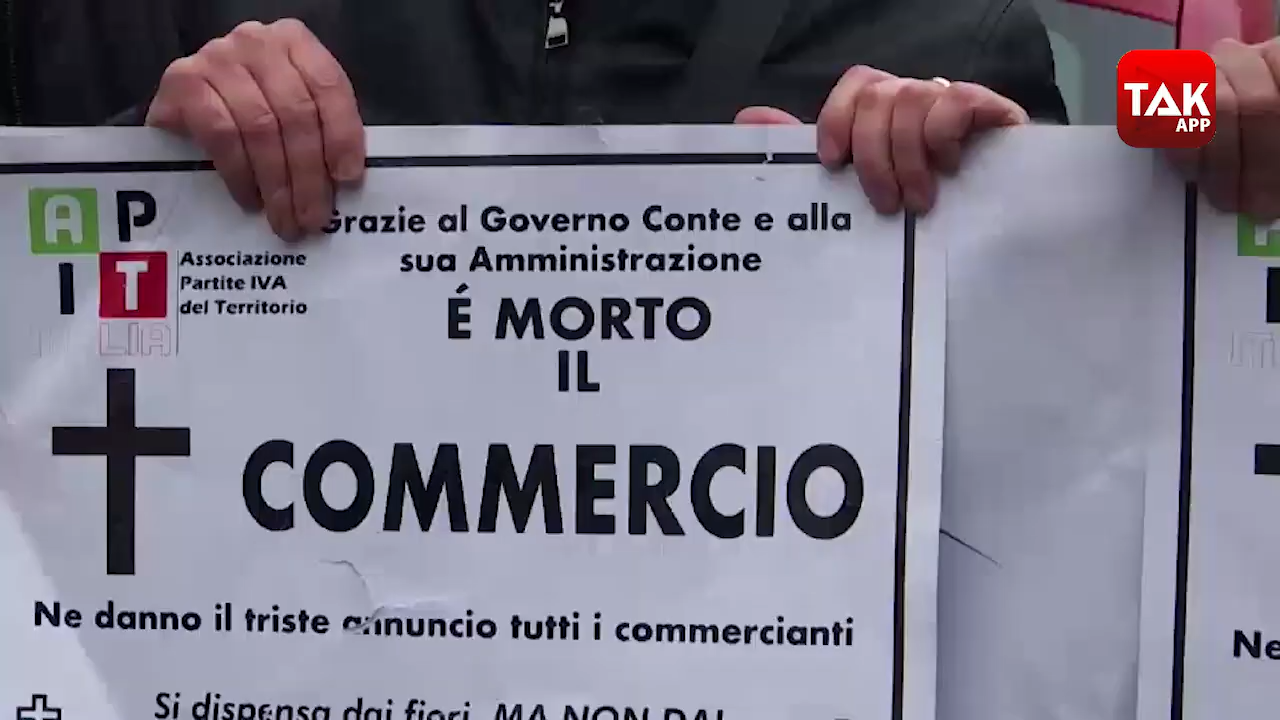 TAK
APP
A P
I T
ITALIA
Associazione
Partite IVA
del Territorio
Grazie al Governo Conte e alla
sua Amministrazione
É MORTO
IL
COMMERCIO
Ne danno il triste annuncio tutti i commercianti
Si dispensa dai fiori, MA NON DAI
Ne